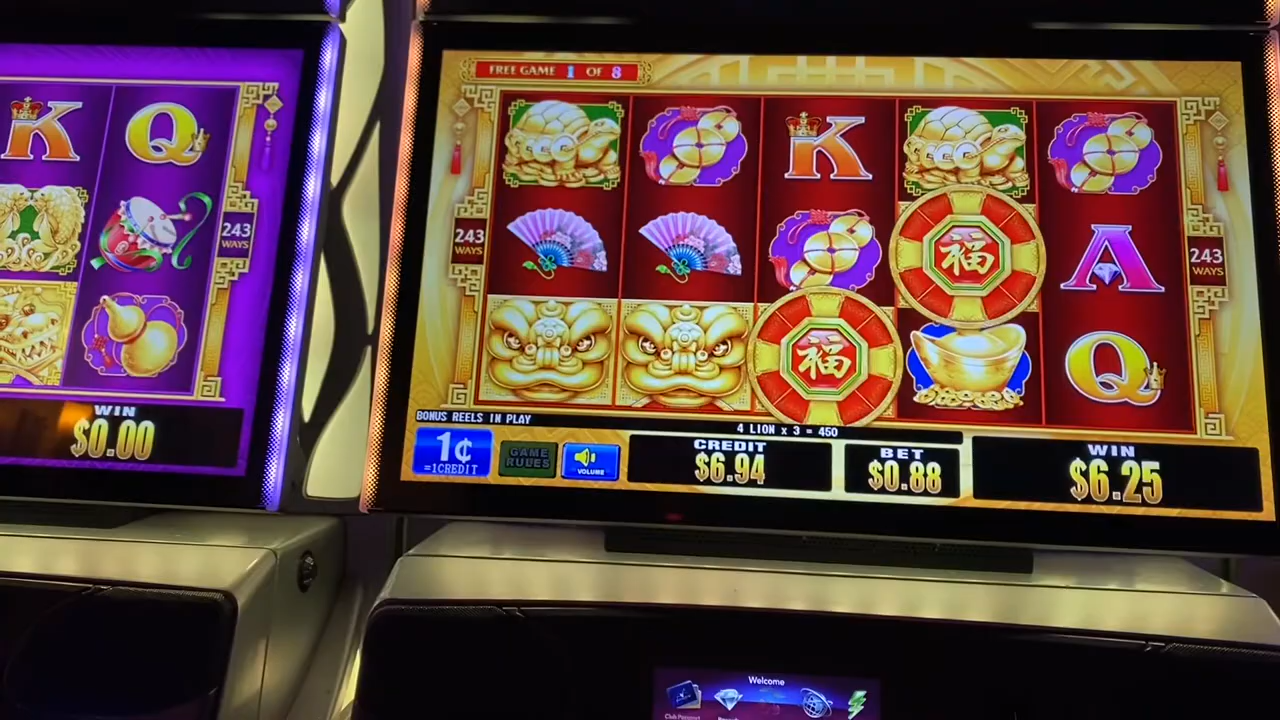 FREE GAME 1 OF 8
K
Q
243
WAYS
WIN
$0.00
K
243
WAYS
福
A
243
WAYS
福
Q
BONUS REELS IN PLAY
4 LION x 3 = 450
1¢
=1CREDIT
GAME
RULES
VOLUME
CREDIT
$6.94
BET
$0.88
WIN
$6.25
Welcome
Club Passport